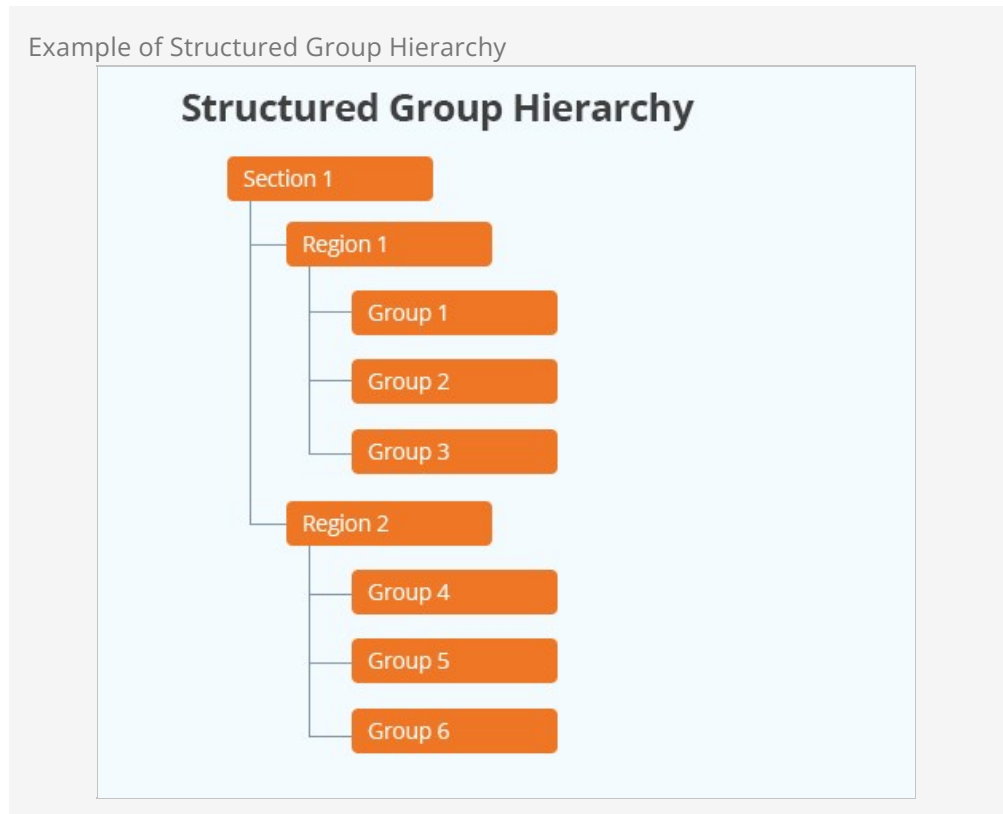 Example of Structured Group Hierarchy
Structured Group Hierarchy
Section 1
Region 1
Group 1
Group 2
Group 3
Region 2
Group 4
Group 5
Group 6